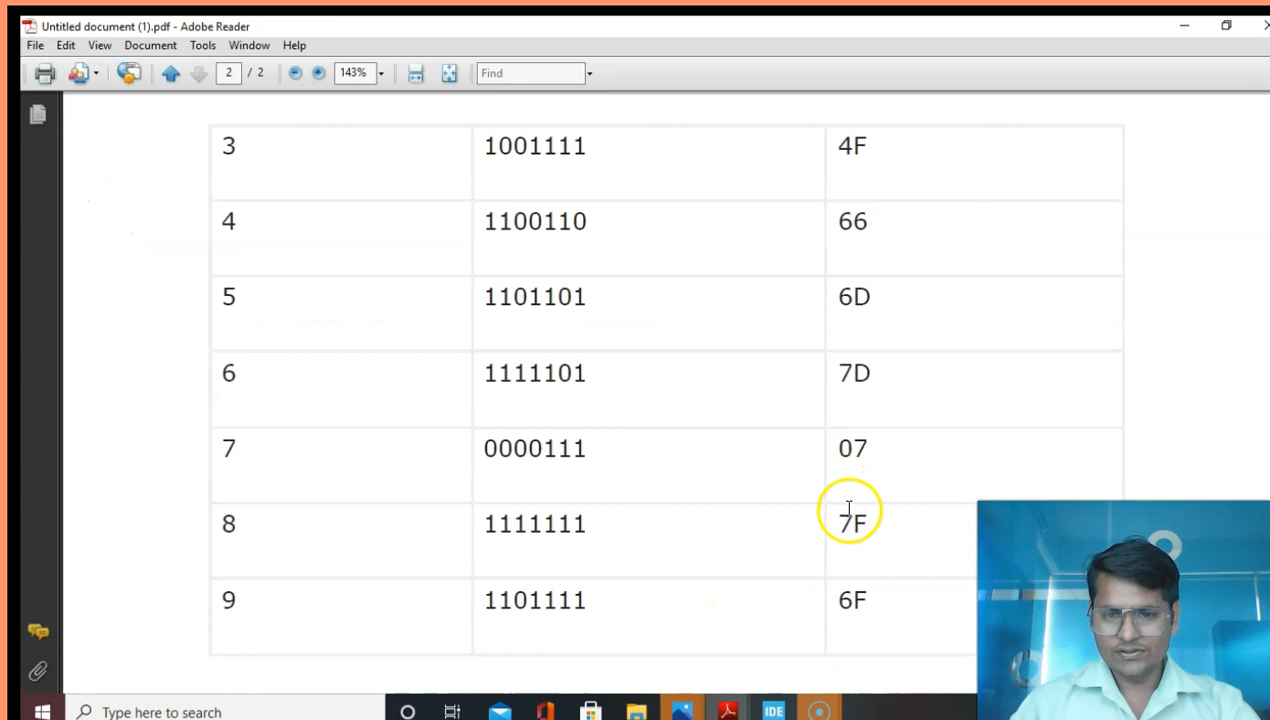 Untitled document (1).pdf - Adobe Reader
File Edit View Document Tools Window Help
2 / 2 143% Find
3 1001111 4F
4 1100110 66
5 1101101 6D
6 1111101 7D
7 0000111 07
8 1111111 7F
9 1101111 6F
Type here to search IDE